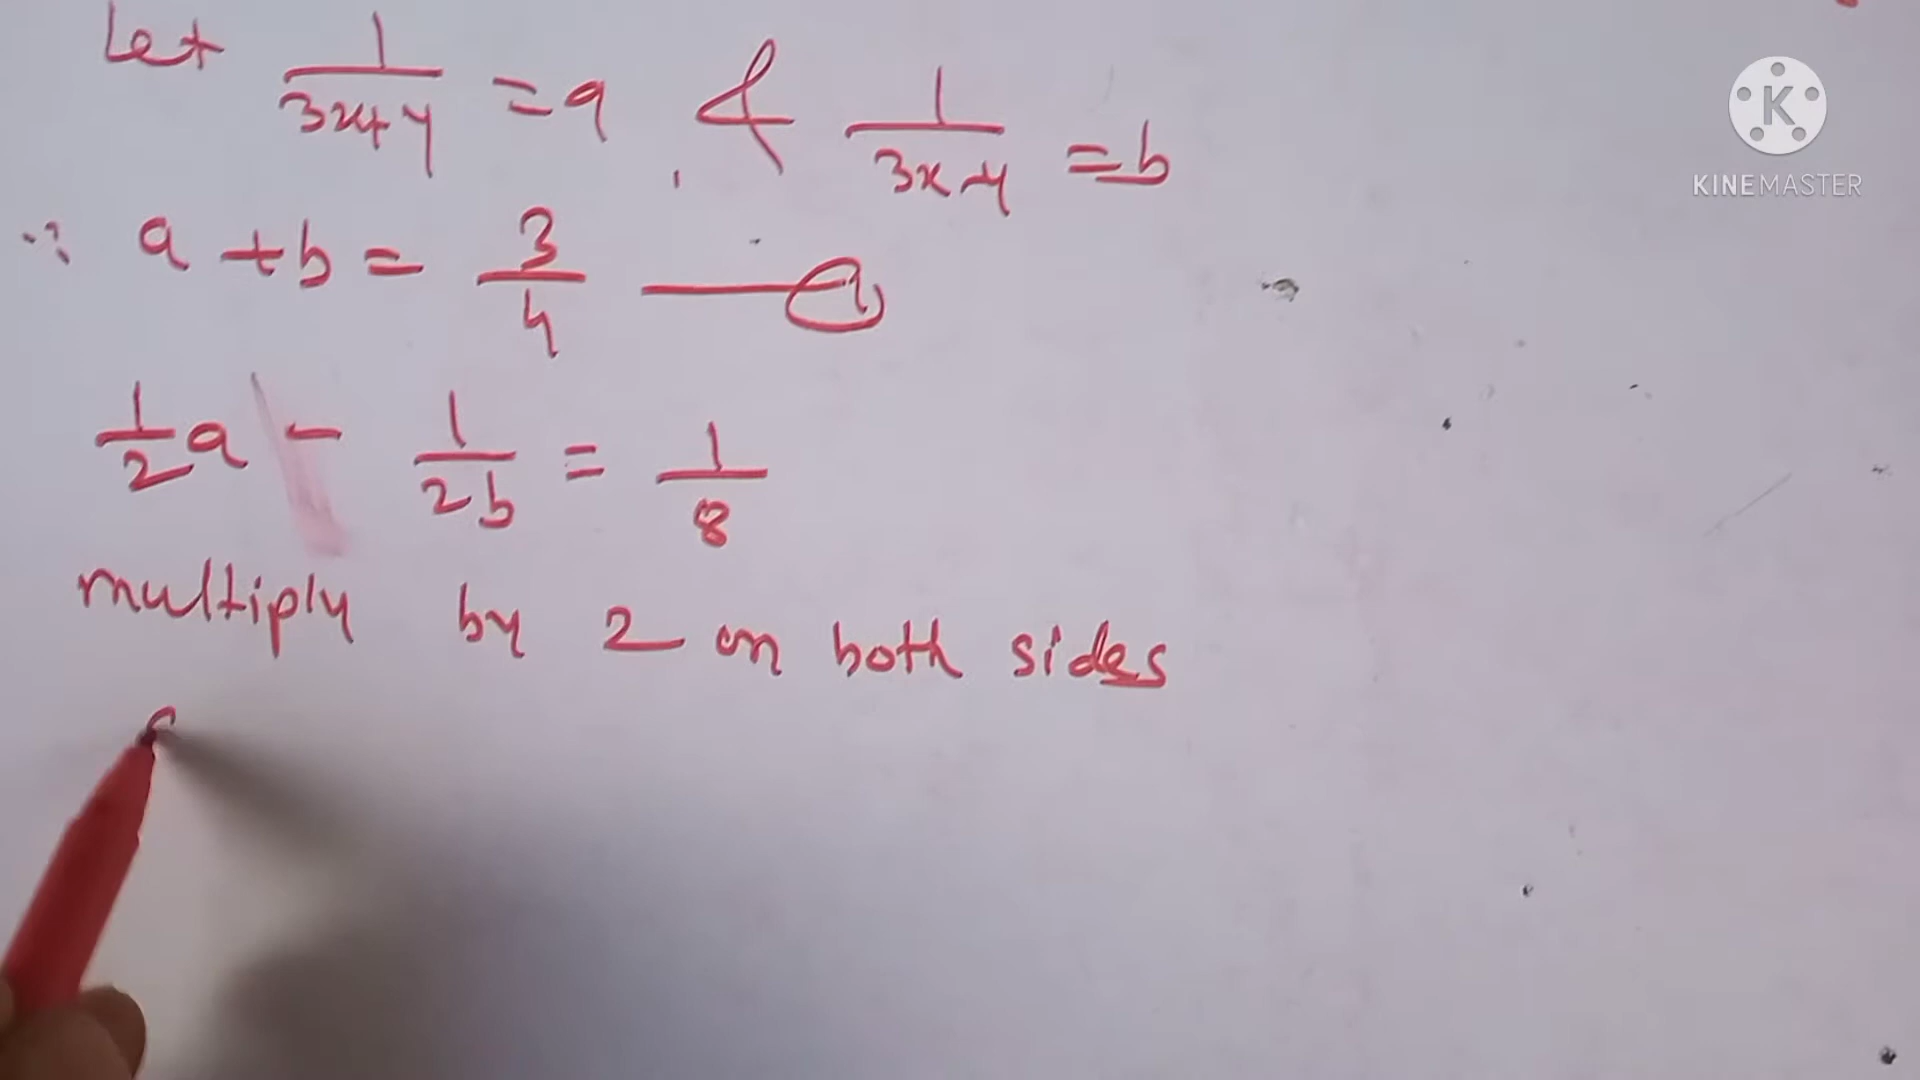 Let 1/3x+y = a & 1/3x-y = b
∵ a + b = 3/4 — 1
1/2 a - 1/2b = 1/8
multiply by 2 on both sides
K
KINEMASTER